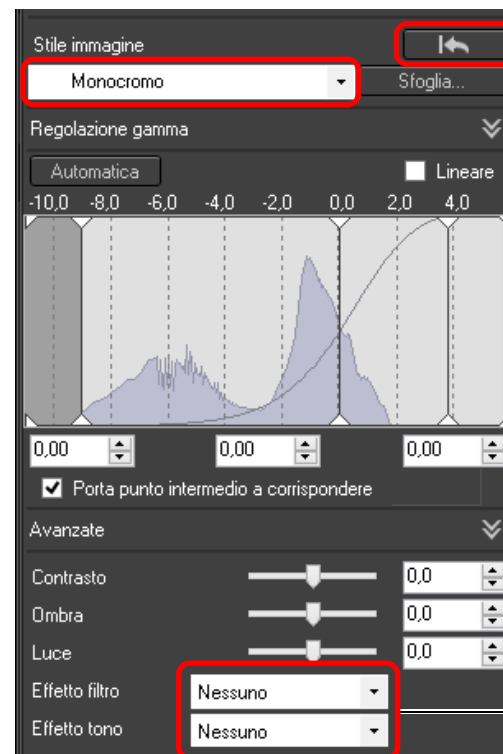 Stile immagine
Monocromo Sfoglia...
Regolazione gamma
Automatica Lineare
-10,0 -8,0 -6,0 -4,0 -2,0 0,0 2,0 4,0
0,00 0,00 0,00
Porta punto intermedio a corrispondere
Avanzate
Contrasto 0,0
Ombra 0,0
Luce 0,0
Effetto filtro Nessuno
Effetto tono Nessuno